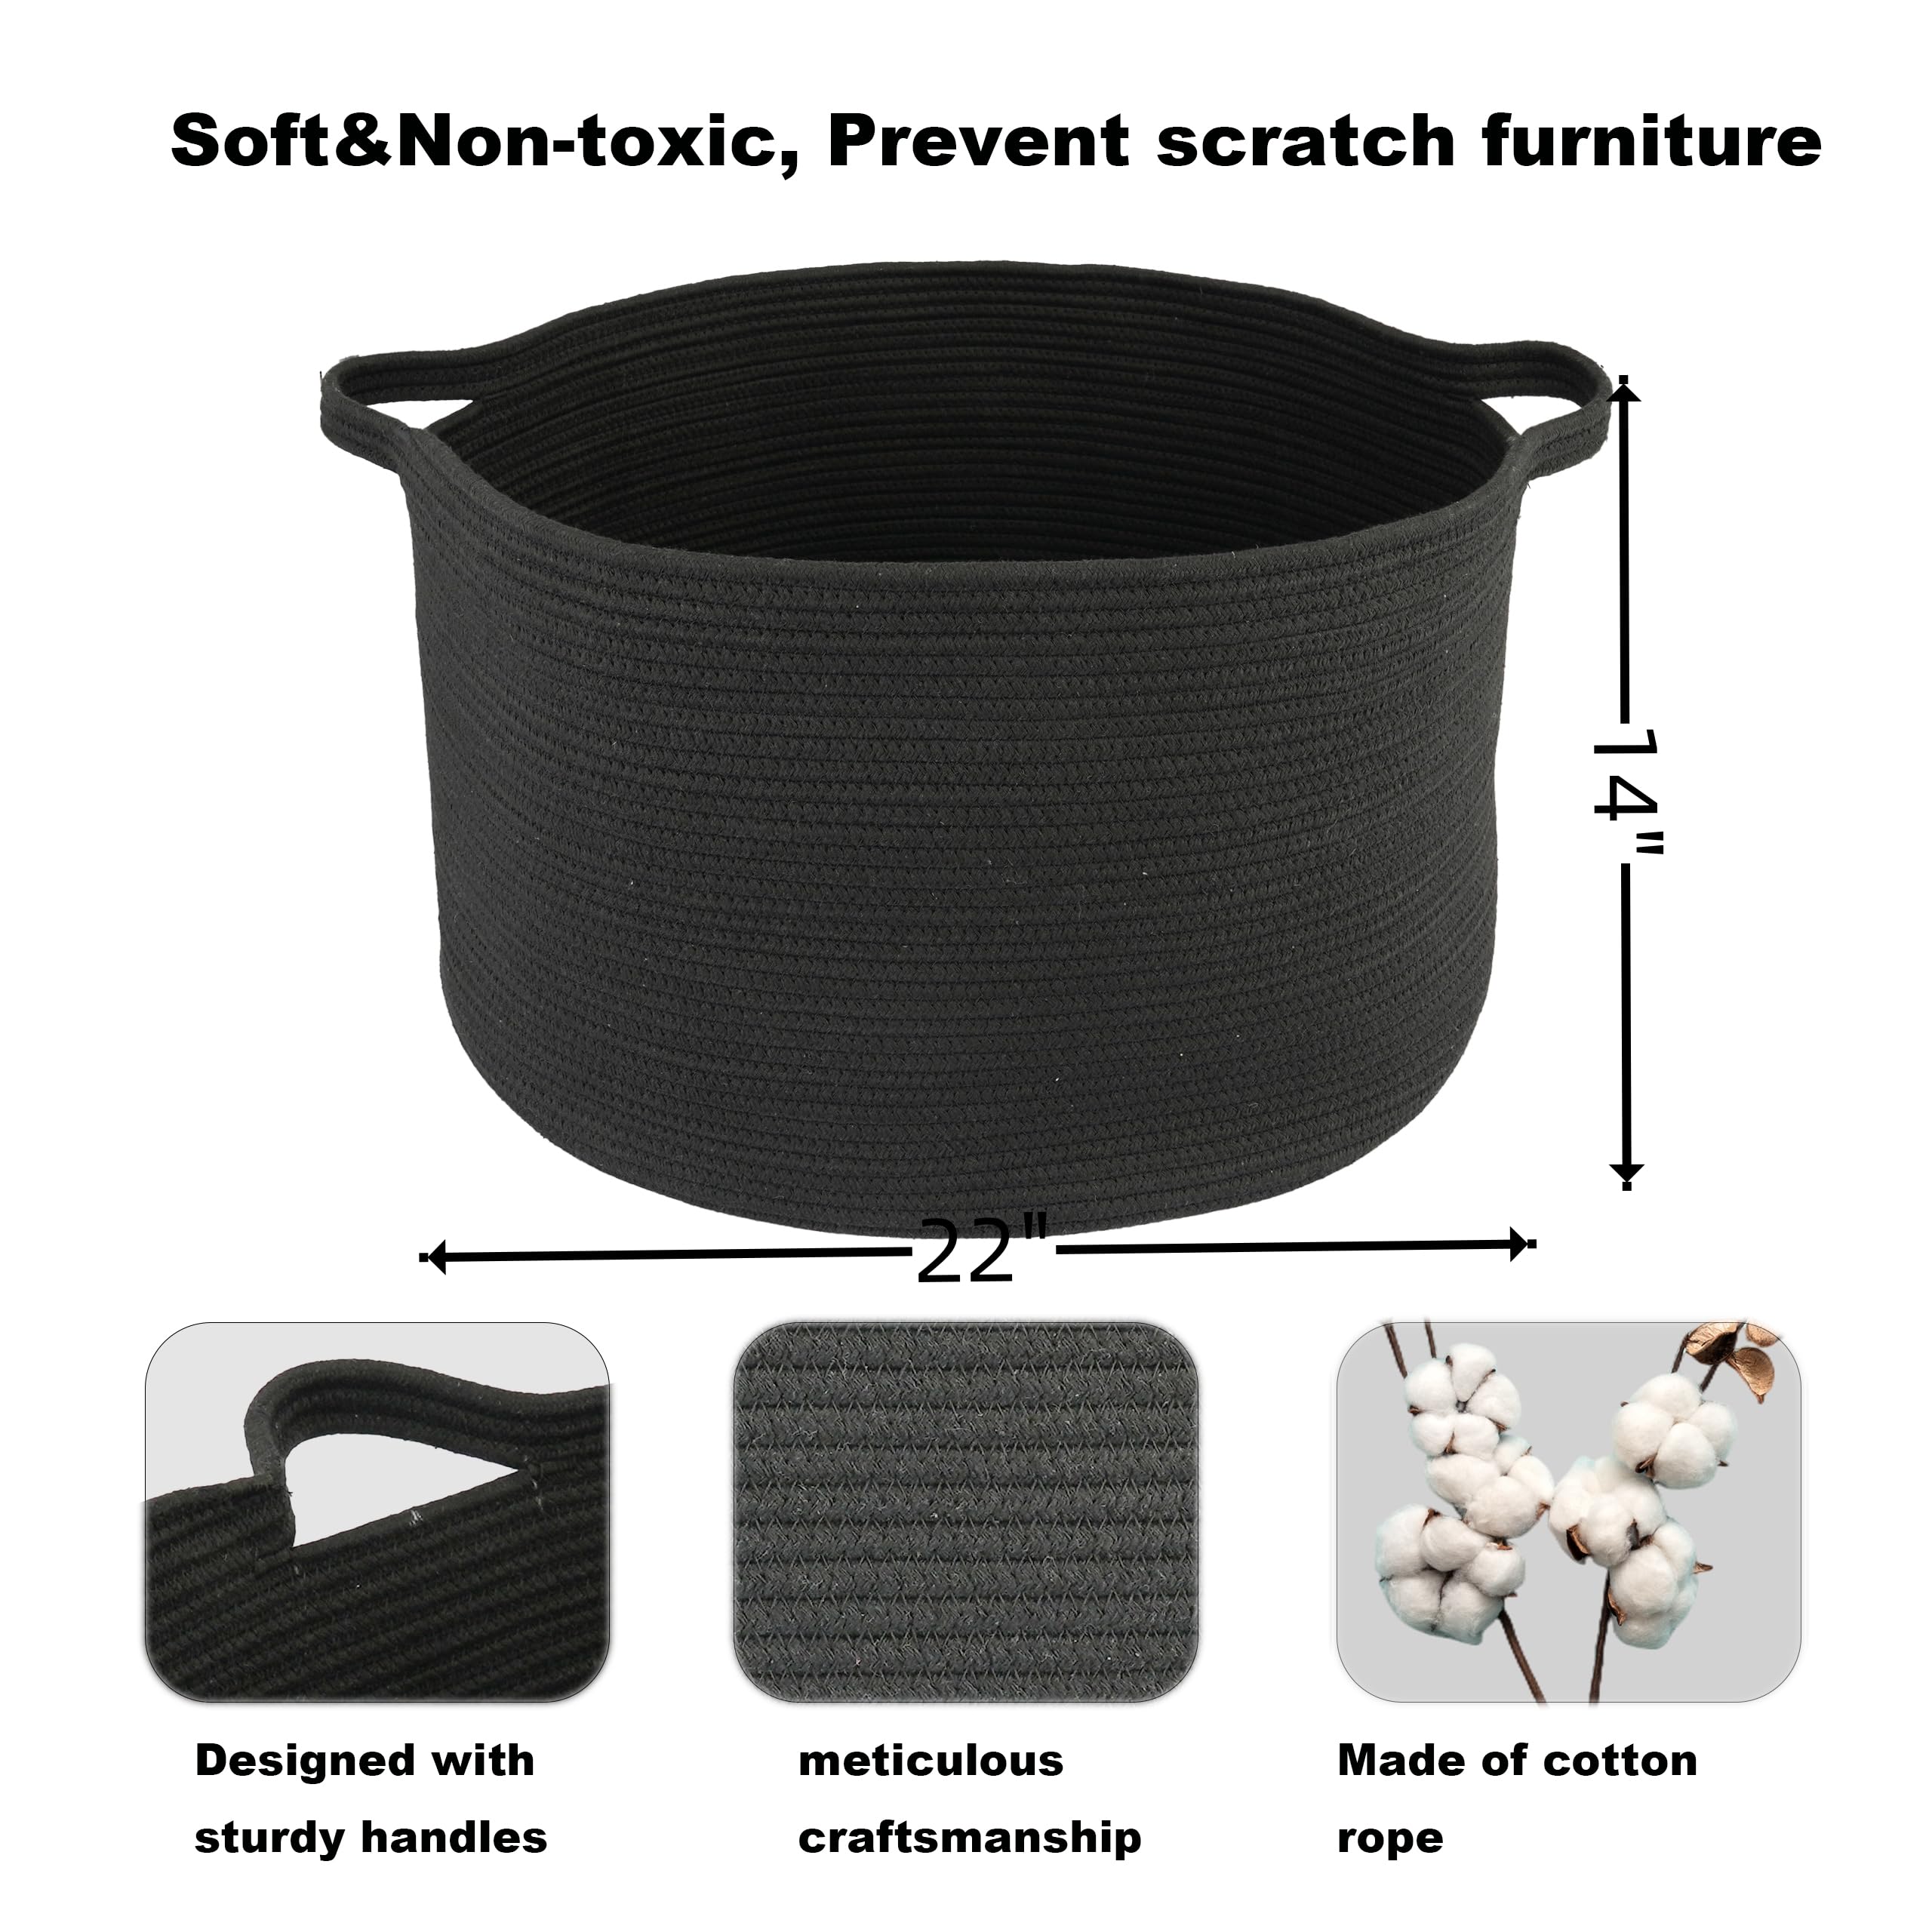 Soft&Non-toxic, Prevent scratch furniture
14"
22"
Designed with
sturdy handles
meticulous
craftsmanship
Made of cotton
rope